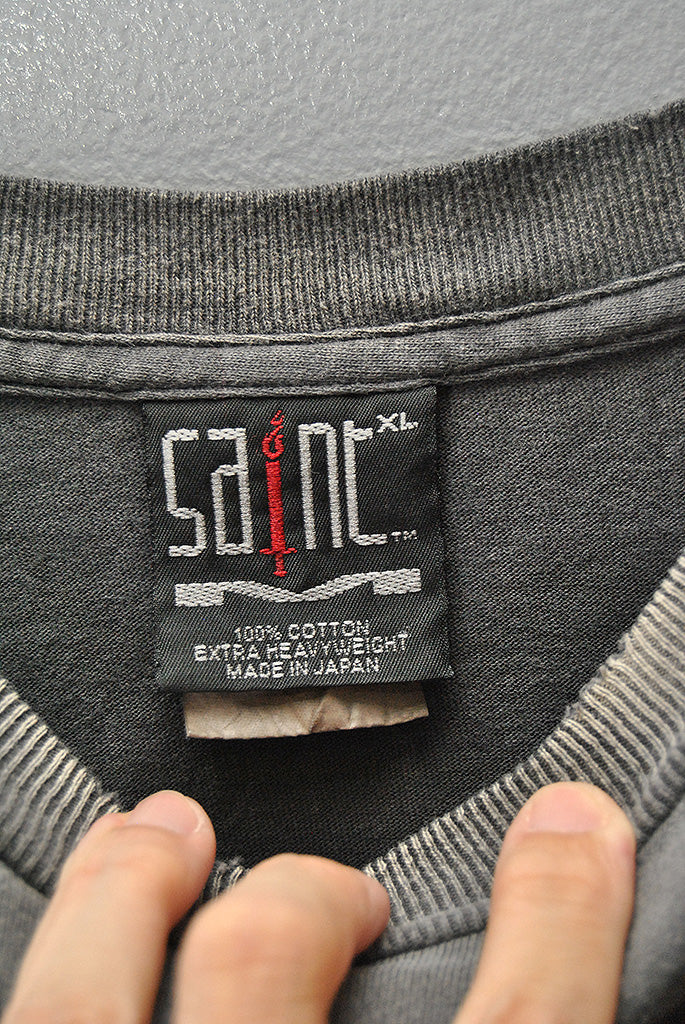 saint XL
TM
100% COTTON
EXTRA HEAVYWEIGHT
MADE IN JAPAN